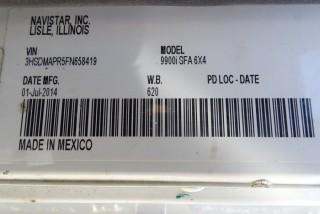 NAVISTAR, INC.
LISLE, ILLINOIS
VIN MODEL
3HSDMAPR5FN658419 9900i SFA 6X4
DATE MFG. W.B. PD LOC - DATE
01-Jul-2014 620
MADE IN MEXICO